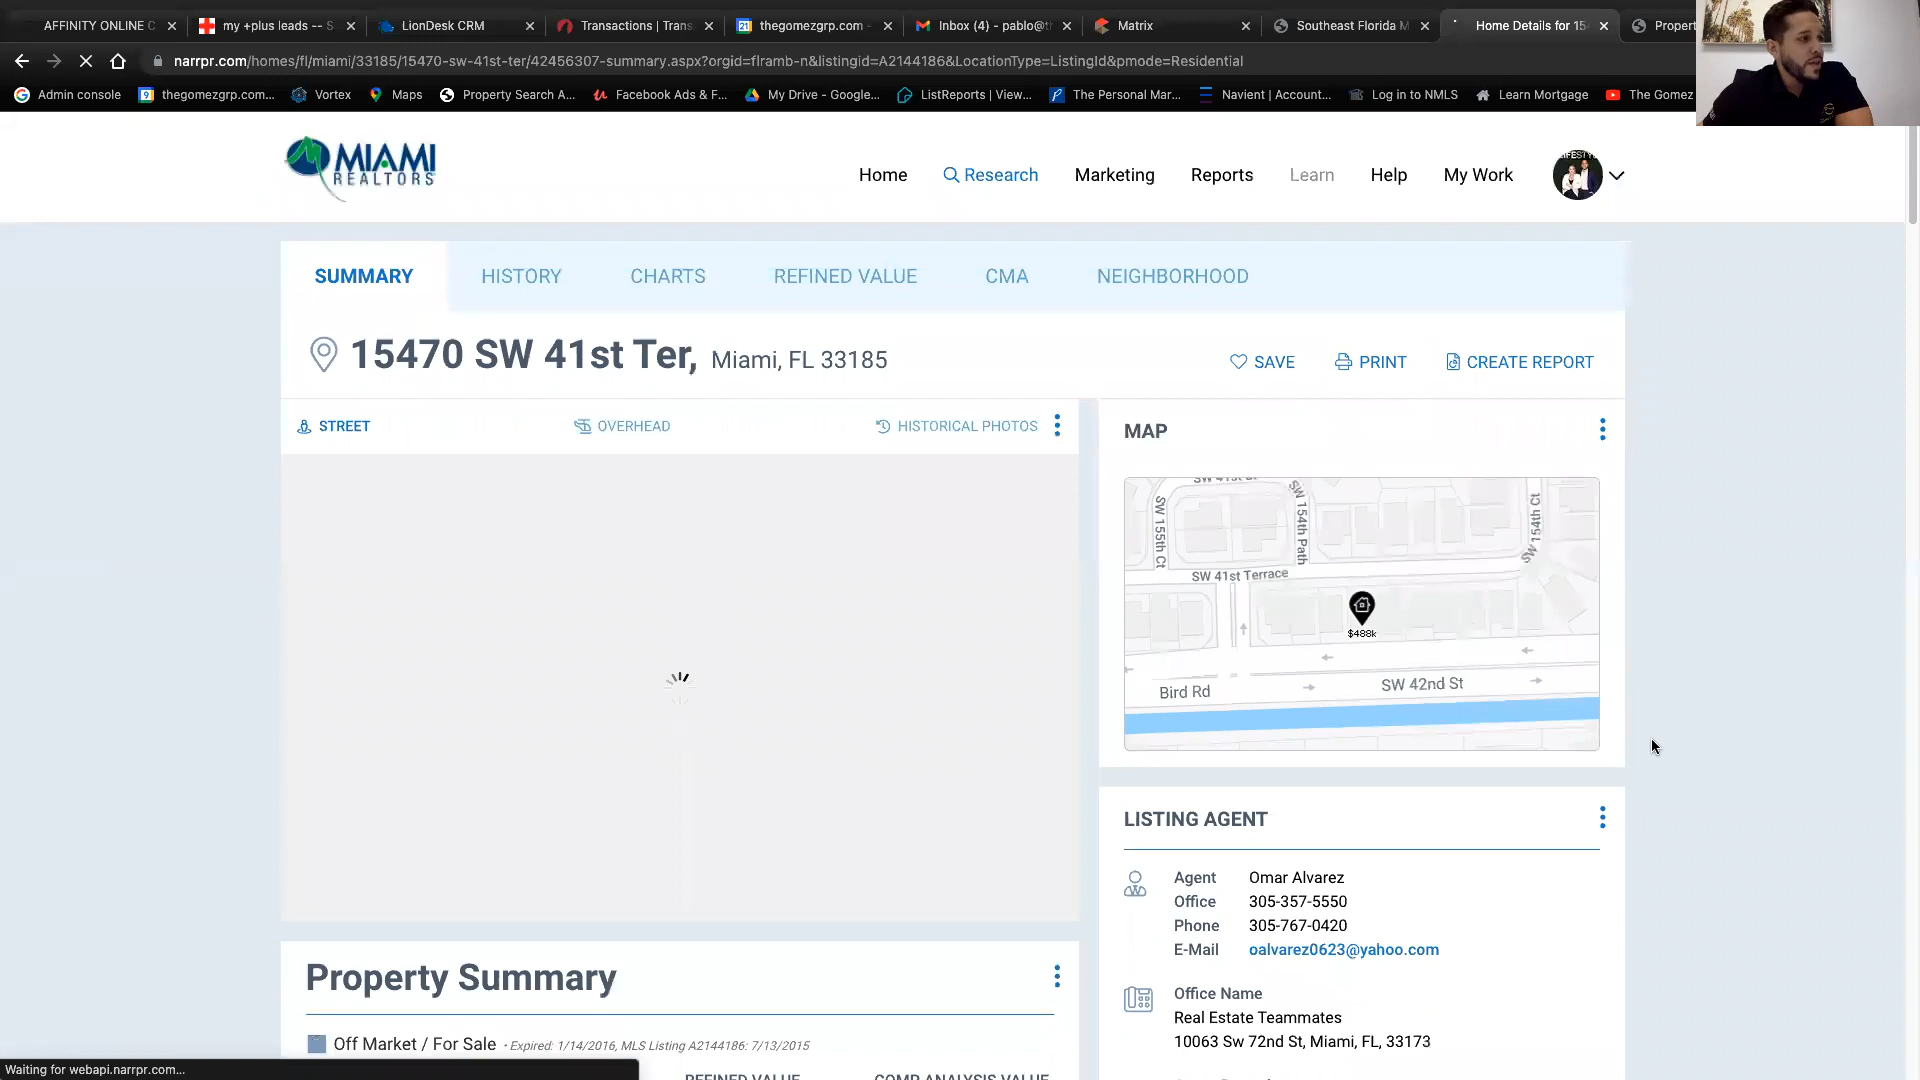 AFFINITY ONLINE C
my +plus leads -- S
LionDesk CRM
Transactions | Trans
21
thegomezgrp.com -
Inbox (4) - pablo@th
Matrix
Southeast Florida M
Home Details for 154
Propert
narrpr.com/homes/fl/miami/33185/15470-sw-41st-ter/42456307-summary.aspx?orgid=flramb-n&listingid=A2144186&LocationType=ListingId&pmode=Residential
Admin console
thegomezgrp.com...
Vortex
Maps
Property Search A...
Facebook Ads & F...
My Drive - Google...
ListReports | View...
The Personal Mar...
Navient | Account...
Log in to NMLS
Learn Mortgage
The Gomez
MIAMI
REALTORS
Home
Research
Marketing
Reports
Learn
Help
My Work
SUMMARY
HISTORY
CHARTS
REFINED VALUE
CMA
NEIGHBORHOOD
15470 SW 41st Ter, Miami, FL 33185
SAVE
PRINT
CREATE REPORT
STREET
OVERHEAD
HISTORICAL PHOTOS
MAP
SW 155th Ct
SW 154th Path
SW 154th Ct
SW 41st Terrace
$488k
Bird Rd
SW 42nd St
LISTING AGENT
Agent Omar Alvarez
Office 305-357-5550
Phone 305-767-0420
E-Mail oalvarez0623@yahoo.com
Office Name
Real Estate Teammates
10063 Sw 72nd St, Miami, FL, 33173
Property Summary
Off Market / For Sale • Expired: 1/14/2016, MLS Listing A2144186: 7/13/2015
REFINED VALUE
COMP ANALYSIS VALUE
Waiting for webapi.narrpr.com...